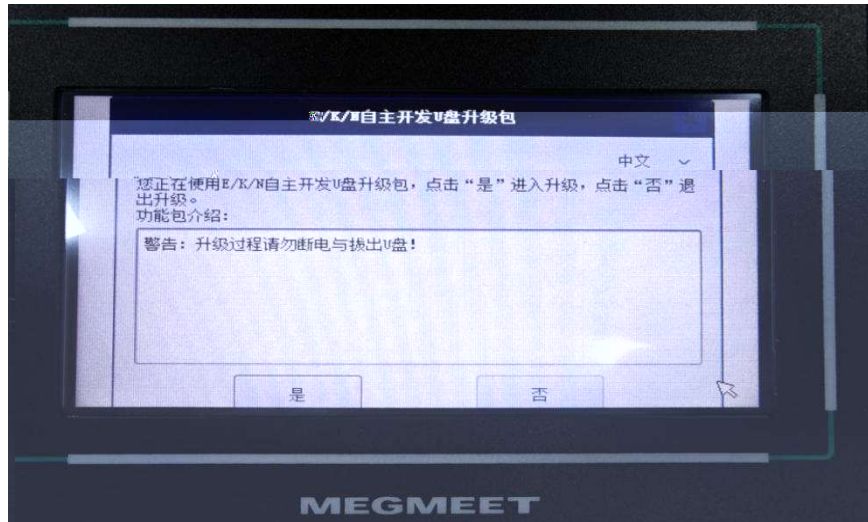 E/K/N自主开发U盘升级包
中文
您正在使用E/K/N自主开发U盘升级包，点击“是”进入升级，点击“否”退
出升级。
功能包介绍：
警告：升级过程请勿断电与拔出U盘！
是
否
MEGMEET